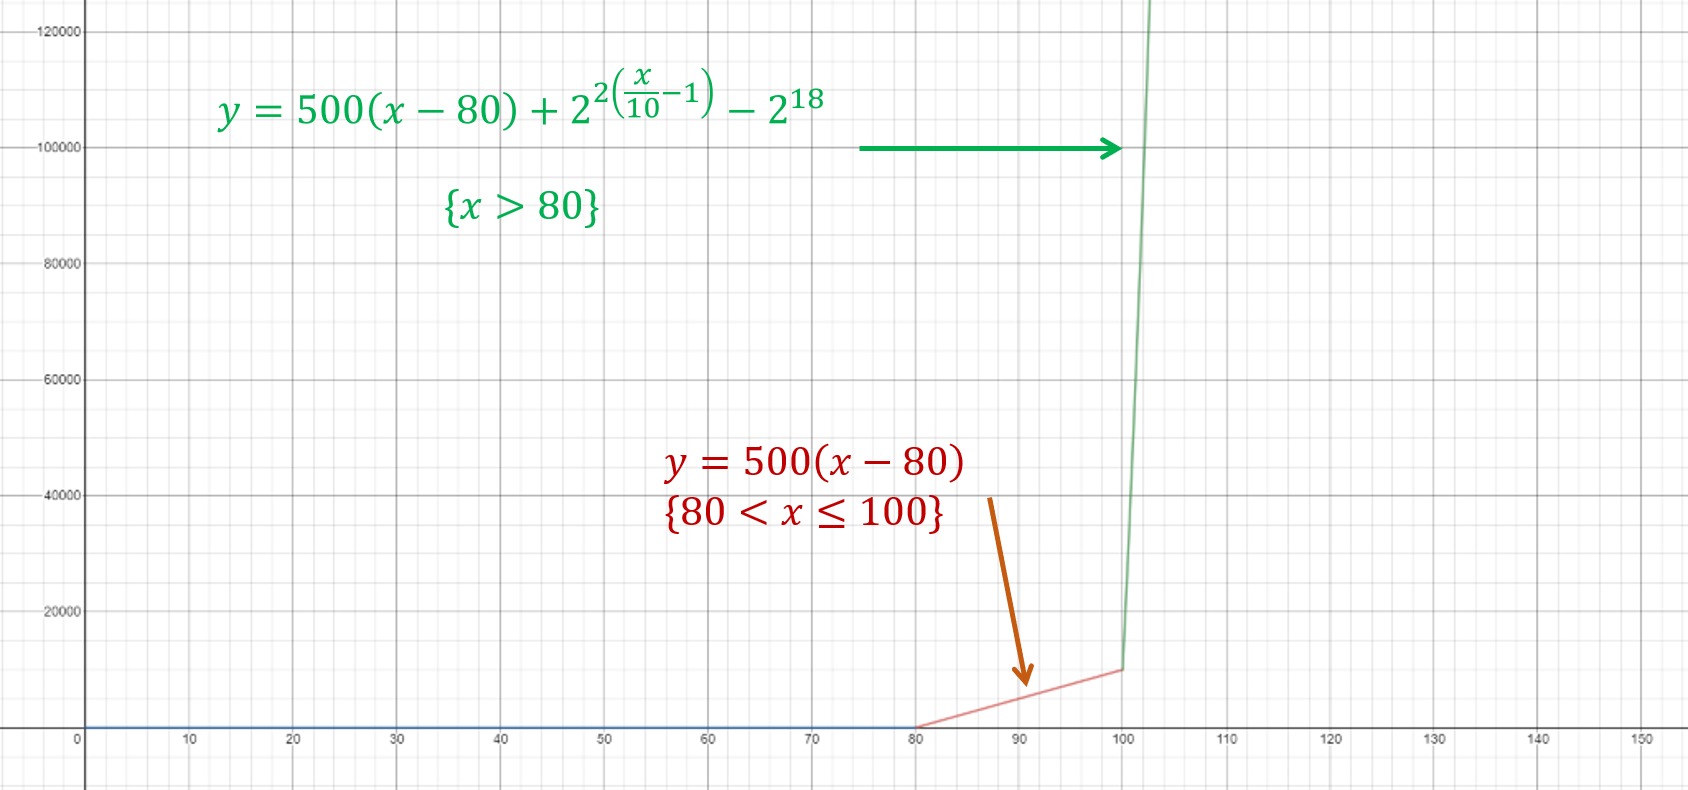 120000
y = 500(x − 80) + 2^{2(x/10 − 1)} − 2^{18}
100000
{x > 80}
80000
60000
y = 500(x − 80)
40000
{80 < x ≤ 100}
20000
0 10 20 30 40 50 60 70 80 90 100 110 120 130 140 150